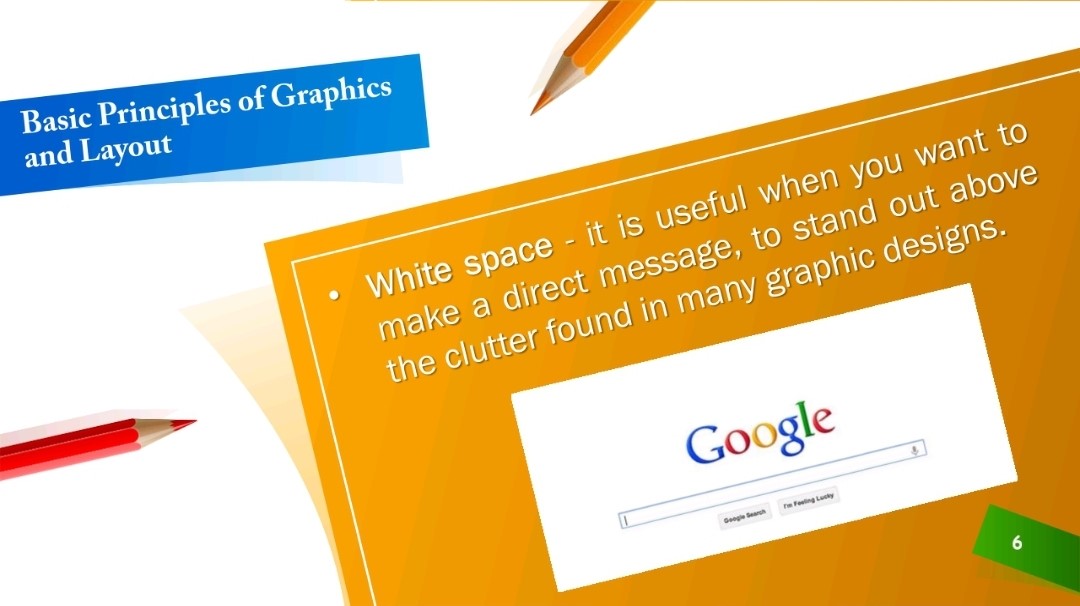 Basic Principles of Graphics
and Layout
• White space - it is useful when you want to
make a direct message, to stand out above
the clutter found in many graphic designs.
Google
Google Search I'm Feeling Lucky
6